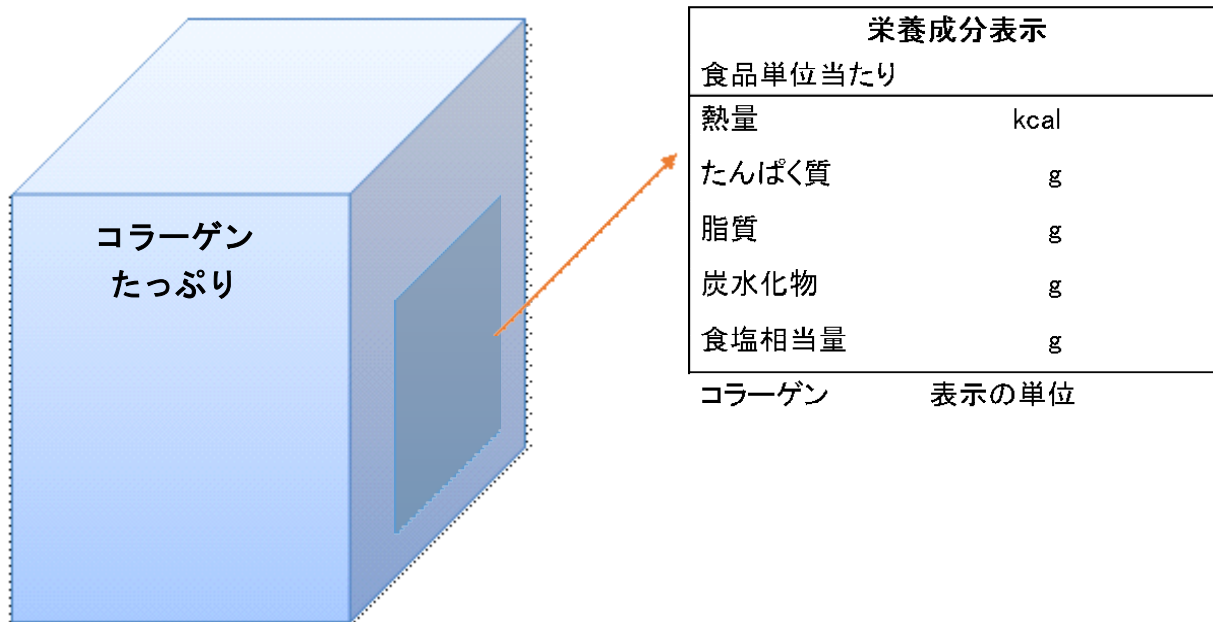 コラーゲン
たっぷり
栄養成分表示
食品単位当たり
熱量 kcal
たんぱく質 g
脂質 g
炭水化物 g
食塩相当量 g
コラーゲン 表示の単位